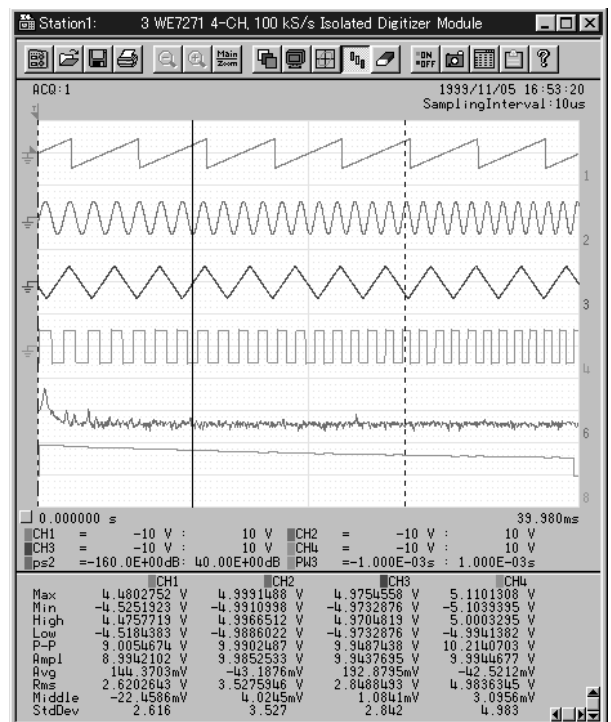 Station1: 3 WE7271 4-CH, 100 kS/s Isolated Digitizer Module
Main
Zoom
ON
OFF
ACQ:1 1999/11/05 16:53:20
SamplingInterval:10us
1
2
3
4
6
8
0.000000 s 39.980ms
CH1 = -10 V : 10 V CH2 = -10 V : 10 V
CH3 = -10 V : 10 V CH4 = -10 V : 10 V
ps2 =-160.0E+00dB: 40.00E+00dB PW3 =-1.000E-03s : 1.000E-03s
CH1 CH2 CH3 CH4
Max 4.4802752 V 4.9991488 V 4.9754558 V 5.1101308 V
Min -4.5251923 V -4.9910998 V -4.9732876 V -5.1039395 V
High 4.4757719 V 4.9966512 V 4.9704819 V 5.0003295 V
Low -4.5184383 V -4.9886022 V -4.9732876 V -4.9941382 V
P-P 9.0054674 V 9.9902487 V 9.9487438 V 10.2140703 V
Ampl 8.9942102 V 9.9852533 V 9.9437695 V 9.9944677 V
Avg 144.3703mV -43.1876mV 192.8795mV -42.5212mV
Rms 2.6202643 V 3.5275946 V 2.8488493 V 4.9836345 V
Middle -22.4586mV 4.0245mV 1.0841mV 3.0956mV
StdDev 2.616 3.527 2.842 4.983